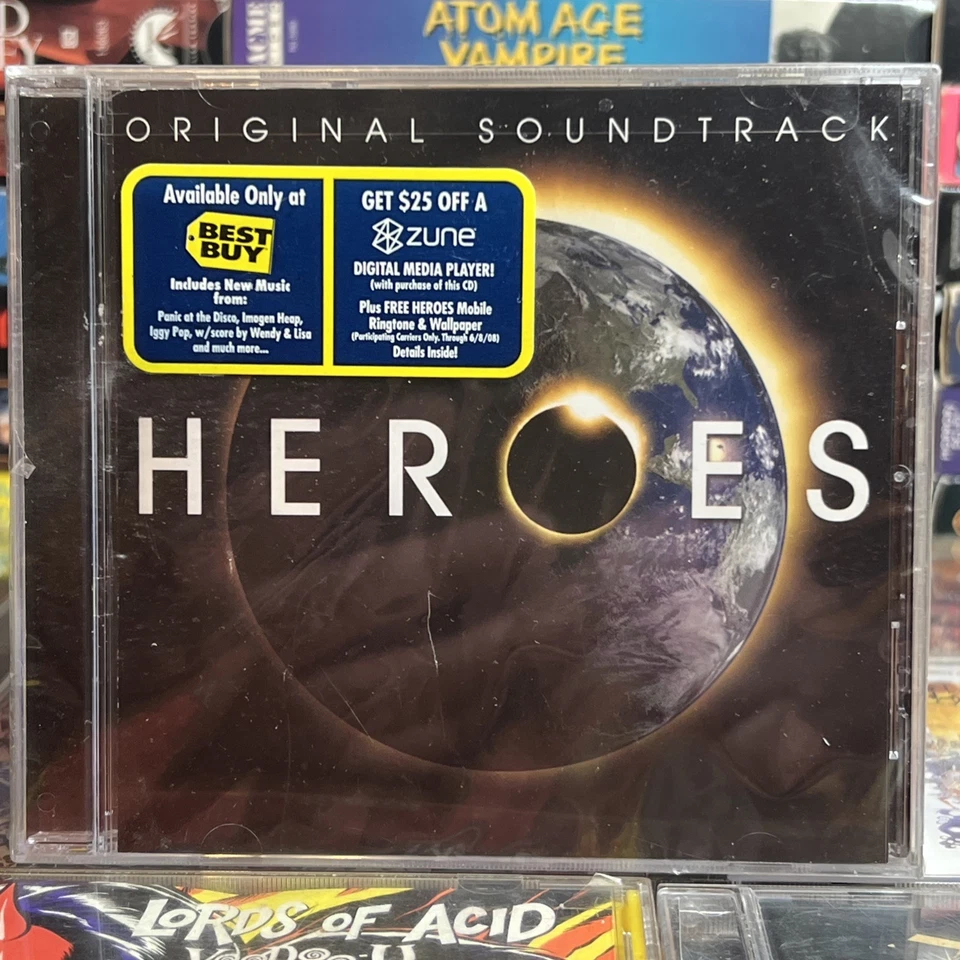 ACME
ATOM AGE
VAMPIRE
ORIGINAL SOUNDTRACK
Available Only at
BEST
BUY
Includes New Music
from:
Panic at the Disco, Imogen Heap,
Iggy Pop, w/score by Wendy & Lisa
and much more...
GET $25 OFF A
zune
DIGITAL MEDIA PLAYER!
(with purchase of this CD)
Plus FREE HEROES Mobile
Ringtone & Wallpaper
(Participating Carriers Only. Through 6/8/08)
Details Inside!
HEROES
LORDS OF ACID
VOODOO-U